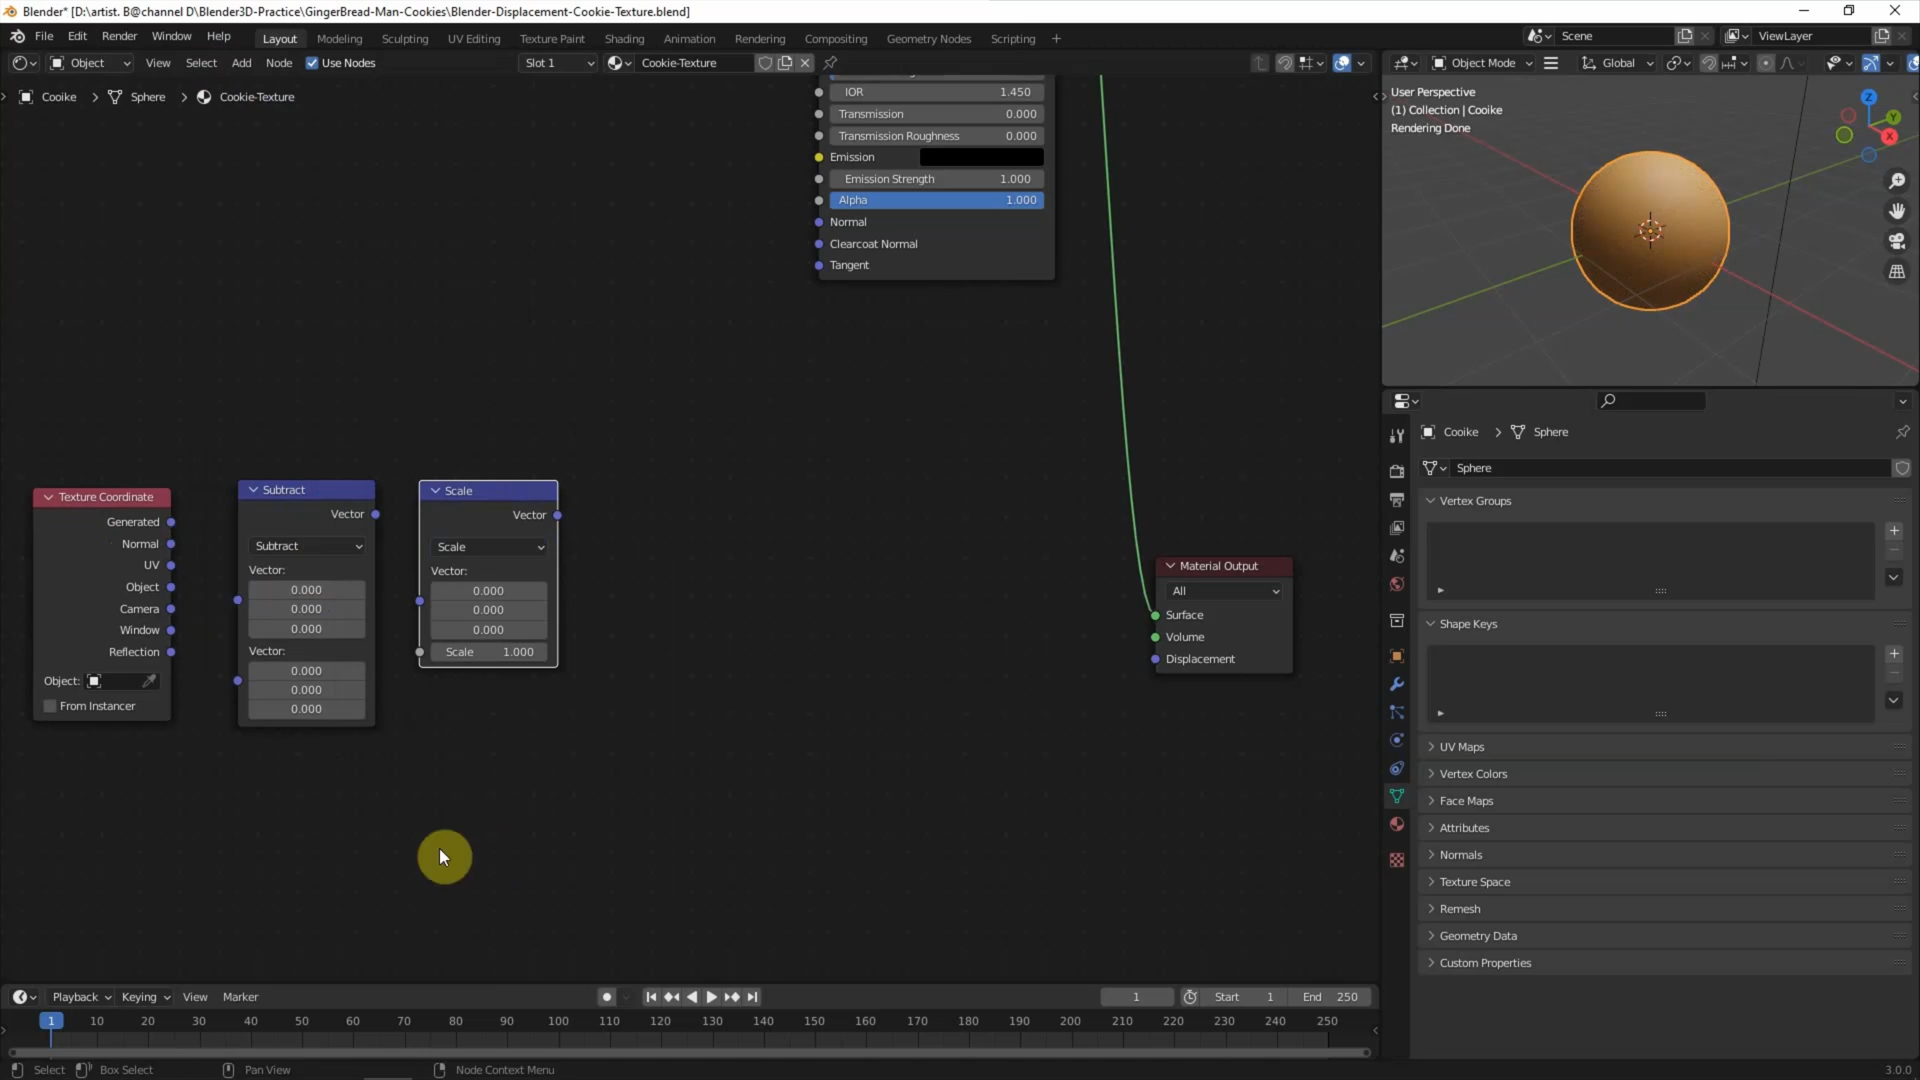 Blender* [D:\artist. B@channel D\Blender3D-Practice\GingerBread-Man-Cookies\Blender-Displacement-Cookie-Texture.blend]
File Edit Render Window Help Layout Modeling Sculpting UV Editing Texture Paint Shading Animation Rendering Compositing Geometry Nodes Scripting + Scene ViewLayer
Object View Select Add Node Use Nodes Slot 1 Cookie-Texture Object Mode Global
Cooike > Sphere > Cookie-Texture
User Perspective
(1) Collection | Cooike
Rendering Done
Z
Y
X
IOR 1.450
Transmission 0.000
Transmission Roughness 0.000
Emission
Emission Strength 1.000
Alpha 1.000
Normal
Clearcoat Normal
Tangent
Texture Coordinate
Generated
Normal
UV
Object
Camera
Window
Reflection
Object:
From Instancer
Subtract
Vector
Subtract
Vector:
0.000
0.000
0.000
Vector:
0.000
0.000
0.000
Scale
Vector
Scale
Vector:
0.000
0.000
0.000
Scale 1.000
Material Output
All
Surface
Volume
Displacement
Cooike > Sphere
Sphere
Vertex Groups
Shape Keys
UV Maps
Vertex Colors
Face Maps
Attributes
Normals
Texture Space
Remesh
Geometry Data
Custom Properties
Playback Keying View Marker 1 Start 1 End 250
1 10 20 30 40 50 60 70 80 90 100 110 120 130 140 150 160 170 180 190 200 210 220 230 240 250
Select Box Select Pan View Node Context Menu 3.0.0